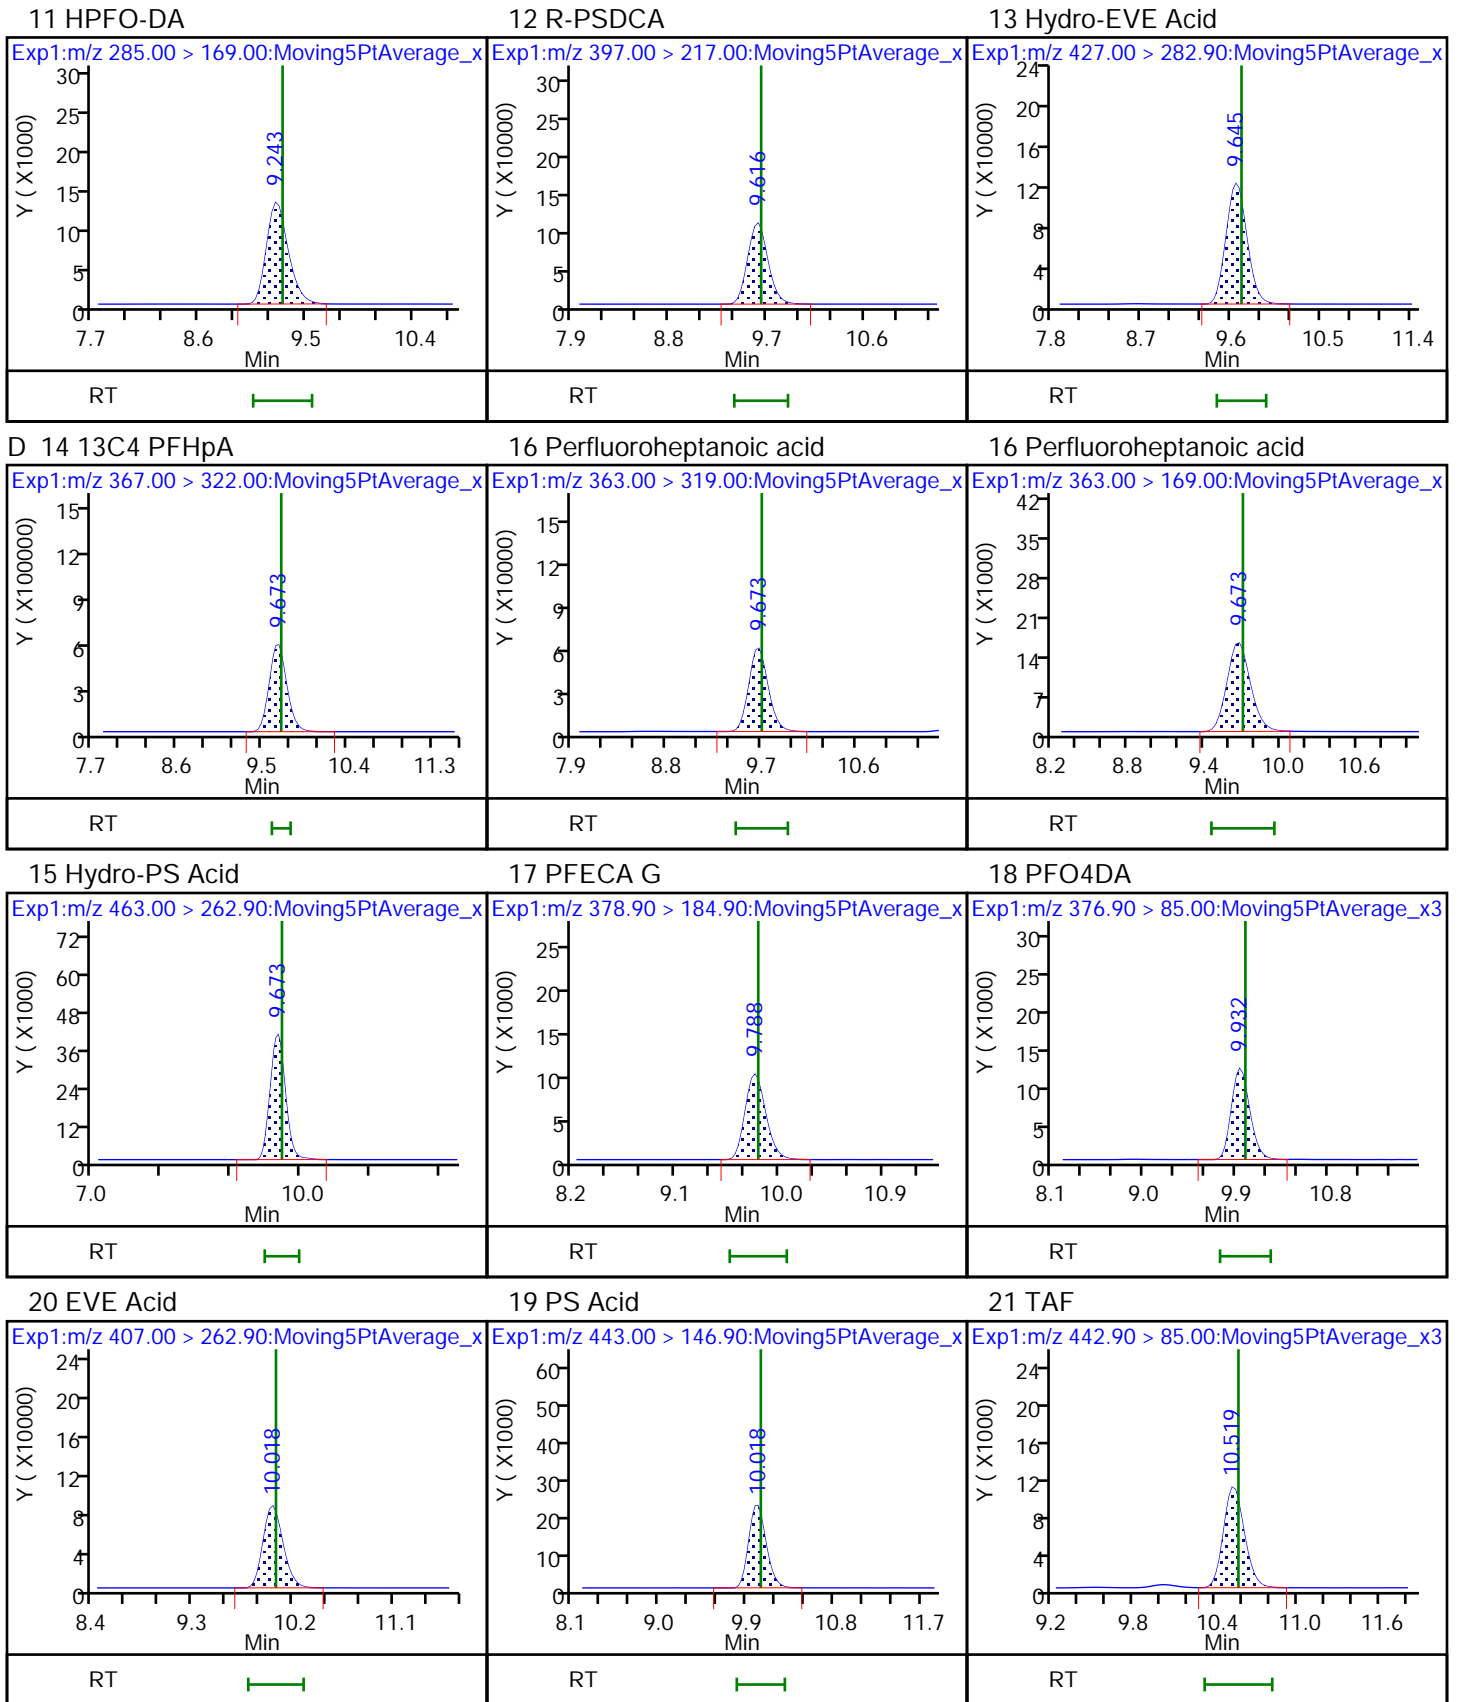 11 HPFO-DA
Exp1:m/z 285.00 > 169.00:Moving5PtAverage_x
Y ( X1000)
30
25
20
15
10
5
0
9.243
7.7 8.6 9.5 10.4
Min
RT
12 R-PSDCA
Exp1:m/z 397.00 > 217.00:Moving5PtAverage_x
Y ( X10000)
30
25
20
15
10
5
0
9.616
7.9 8.8 9.7 10.6
Min
RT
13 Hydro-EVE Acid
Exp1:m/z 427.00 > 282.90:Moving5PtAverage_x
Y ( X10000)
24
20
16
12
8
4
0
9.645
7.8 8.7 9.6 10.5 11.4
Min
RT
D 14 13C4 PFHpA
Exp1:m/z 367.00 > 322.00:Moving5PtAverage_x
Y ( X100000)
15
12
9
6
3
0
9.673
7.7 8.6 9.5 10.4 11.3
Min
RT
16 Perfluoroheptanoic acid
Exp1:m/z 363.00 > 319.00:Moving5PtAverage_x
Y ( X10000)
15
12
9
6
3
0
9.673
7.9 8.8 9.7 10.6
Min
RT
16 Perfluoroheptanoic acid
Exp1:m/z 363.00 > 169.00:Moving5PtAverage_x
Y ( X1000)
42
35
28
21
14
7
0
9.673
8.2 8.8 9.4 10.0 10.6
Min
RT
15 Hydro-PS Acid
Exp1:m/z 463.00 > 262.90:Moving5PtAverage_x
Y ( X1000)
72
60
48
36
24
12
0
9.673
7.0 10.0
Min
RT
17 PFECA G
Exp1:m/z 378.90 > 184.90:Moving5PtAverage_x
Y ( X1000)
25
20
15
10
5
0
9.788
8.2 9.1 10.0 10.9
Min
RT
18 PFO4DA
Exp1:m/z 376.90 > 85.00:Moving5PtAverage_x3
Y ( X1000)
30
25
20
15
10
5
0
9.932
8.1 9.0 9.9 10.8
Min
RT
20 EVE Acid
Exp1:m/z 407.00 > 262.90:Moving5PtAverage_x
Y ( X10000)
24
20
16
12
8
4
0
10.018
8.4 9.3 10.2 11.1
Min
RT
19 PS Acid
Exp1:m/z 443.00 > 146.90:Moving5PtAverage_x
Y ( X1000)
60
50
40
30
20
10
0
10.018
8.1 9.0 9.9 10.8 11.7
Min
RT
21 TAF
Exp1:m/z 442.90 > 85.00:Moving5PtAverage_x3
Y ( X1000)
24
20
16
12
8
4
0
10.519
9.2 9.8 10.4 11.0 11.6
Min
RT